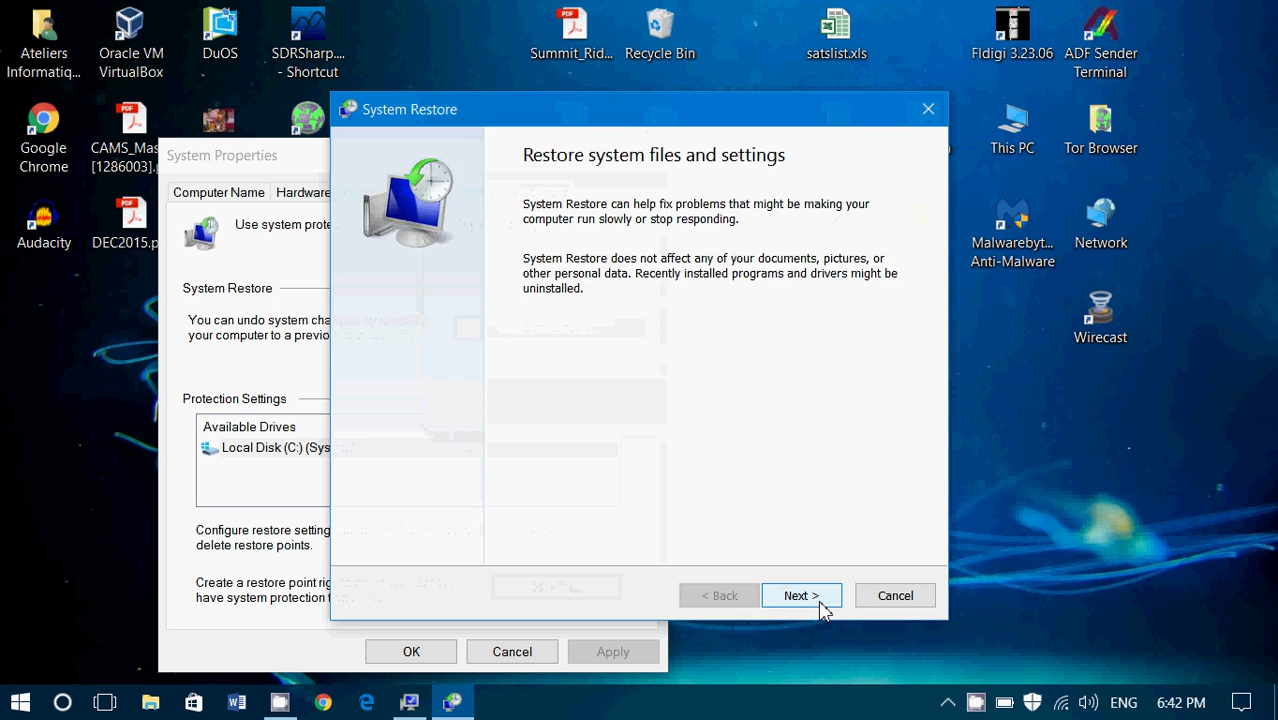 Ateliers
Informatiq...
Oracle VM
VirtualBox
DuOS
SDRSharp....
- Shortcut
Summit_Rid...
Recycle Bin
satslist.xls
Fldigi 3.23.06
ADF Sender
Terminal
Google
Chrome
CAMS_Mas
[1286003].p
This PC
Tor Browser
Audacity
DEC2015.p
Malwarebyt...
Anti-Malware
Network
Wirecast
System Properties
Computer Name
Hardware
Use system prote
System Restore
You can undo system cha
your computer to a previo
Protection Settings
Available Drives
Local Disk (C:) (Sys
Configure restore setting
delete restore points.
Create a restore point rig
have system protection t
OK
Cancel
Apply
System Restore
Restore system files and settings
System Restore can help fix problems that might be making your
computer run slowly or stop responding.
System Restore does not affect any of your documents, pictures, or
other personal data. Recently installed programs and drivers might be
uninstalled.
< Back
Next >
Cancel
ENG
6:42 PM